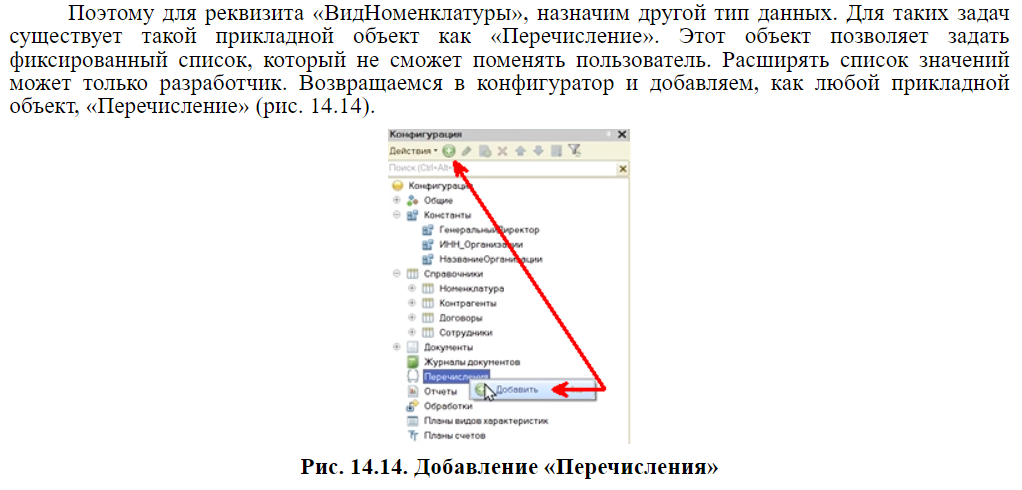 Поэтому для реквизита «ВидНоменклатуры», назначим другой тип данных. Для таких задач
существует такой прикладной объект как «Перечисление». Этот объект позволяет задать
фиксированный список, который не сможет поменять пользователь. Расширять список значений
может только разработчик. Возвращаемся в конфигуратор и добавляем, как любой прикладной
объект, «Перечисление» (рис. 14.14).
Конфигурация
Действия
Поиск (Ctrl+Alt+
Конфигурация
Общие
Константы
ГенеральныйДиректор
ИНН_Организации
НазваниеОрганизации
Справочники
Номенклатура
Контрагенты
Договоры
Сотрудники
Документы
Журналы документов
Перечисления
Добавить
Отчеты
Обработки
Планы видов характеристик
Планы счетов
Рис. 14.14. Добавление «Перечисления»